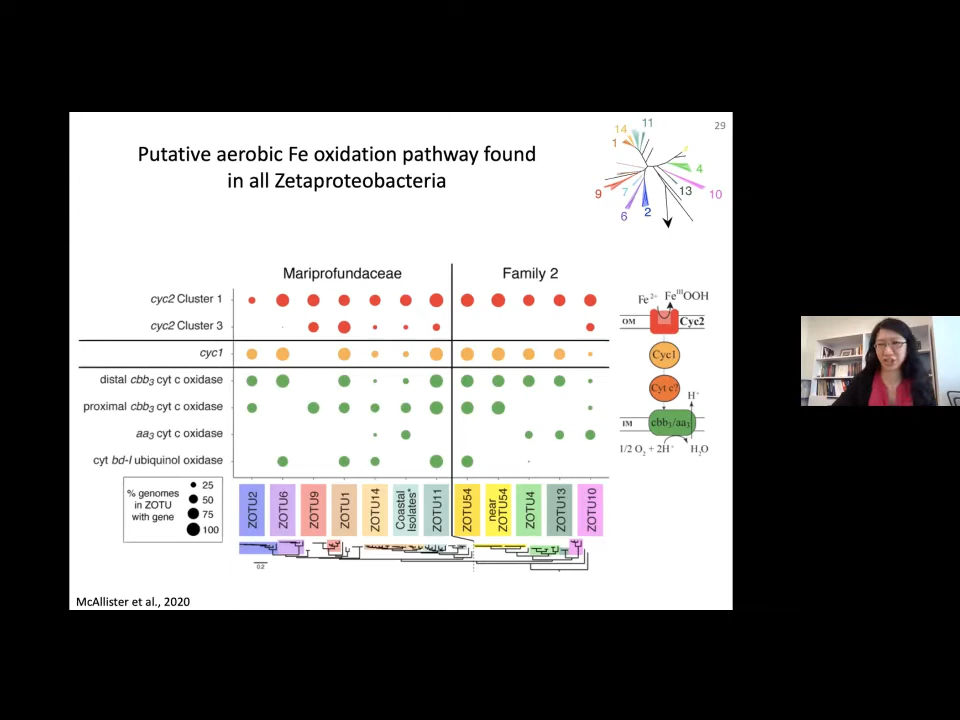 29
Putative aerobic Fe oxidation pathway found
in all Zetaproteobacteria
14
11
1
4
9
7
13
10
6
2
Mariprofundaceae
Family 2
cyc2 Cluster 1
cyc2 Cluster 3
cyc1
distal cbb3 cyt c oxidase
proximal cbb3 cyt c oxidase
aa3 cyt c oxidase
cyt bd-I ubiquinol oxidase
Fe2+
FeIIIOOH
OM
Cyc2
Cyc1
Cyt c?
H+
IM
cbb3/aa3
1/2 O2 + 2H+
H2O
% genomes
in ZOTU
with gene
25
50
75
100
ZOTU2
ZOTU6
ZOTU9
ZOTU1
ZOTU14
Coastal
Isolates*
ZOTU11
ZOTU54
near
ZOTU54
ZOTU4
ZOTU13
ZOTU10
0.2
McAllister et al., 2020